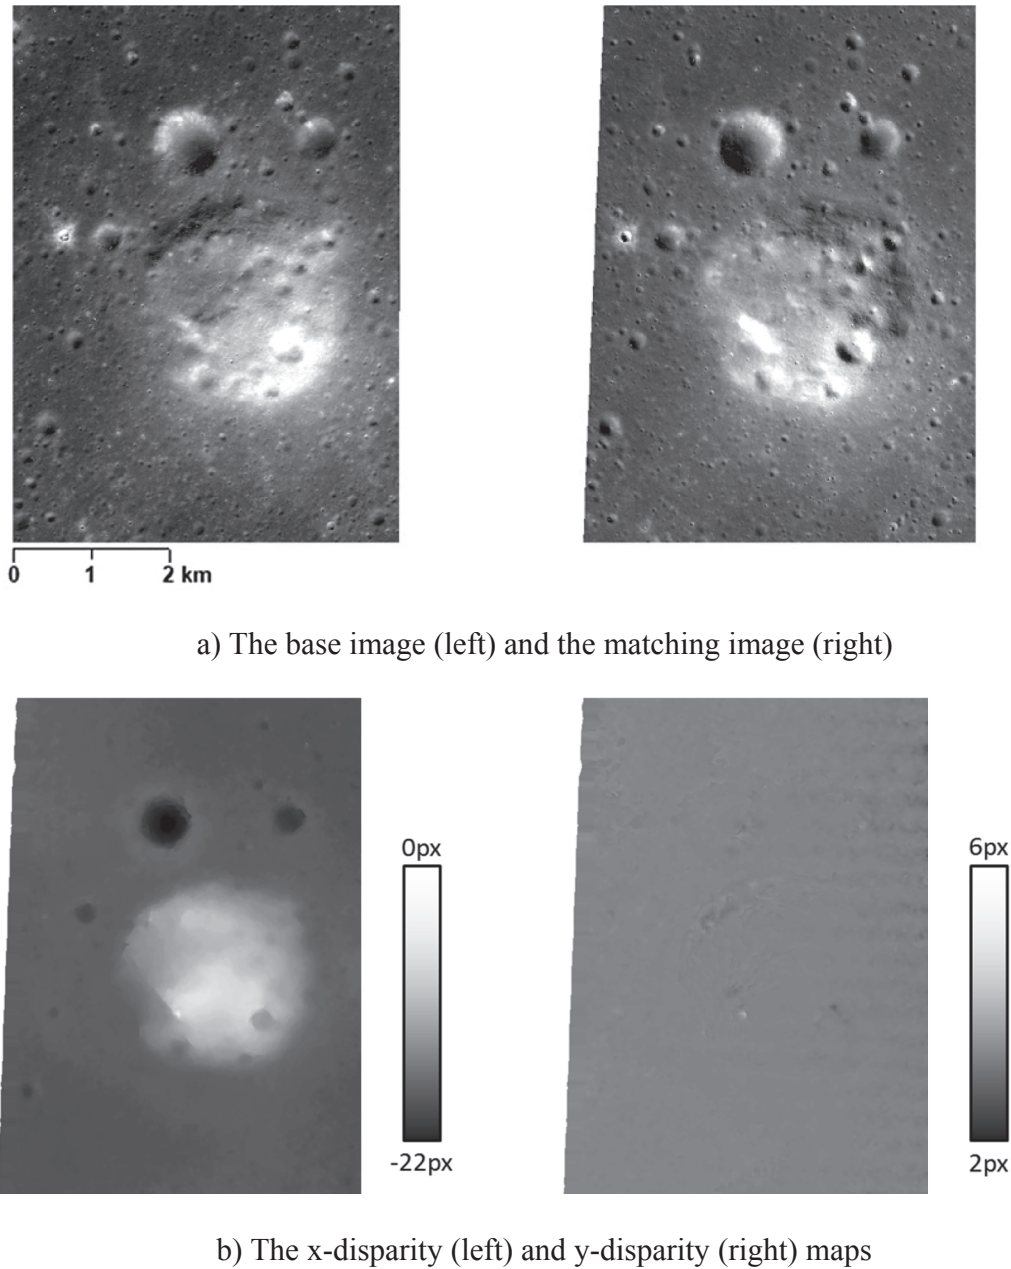 0 1 2 km
a) The base image (left) and the matching image (right)
0px
-22px
6px
2px
b) The x-disparity (left) and y-disparity (right) maps